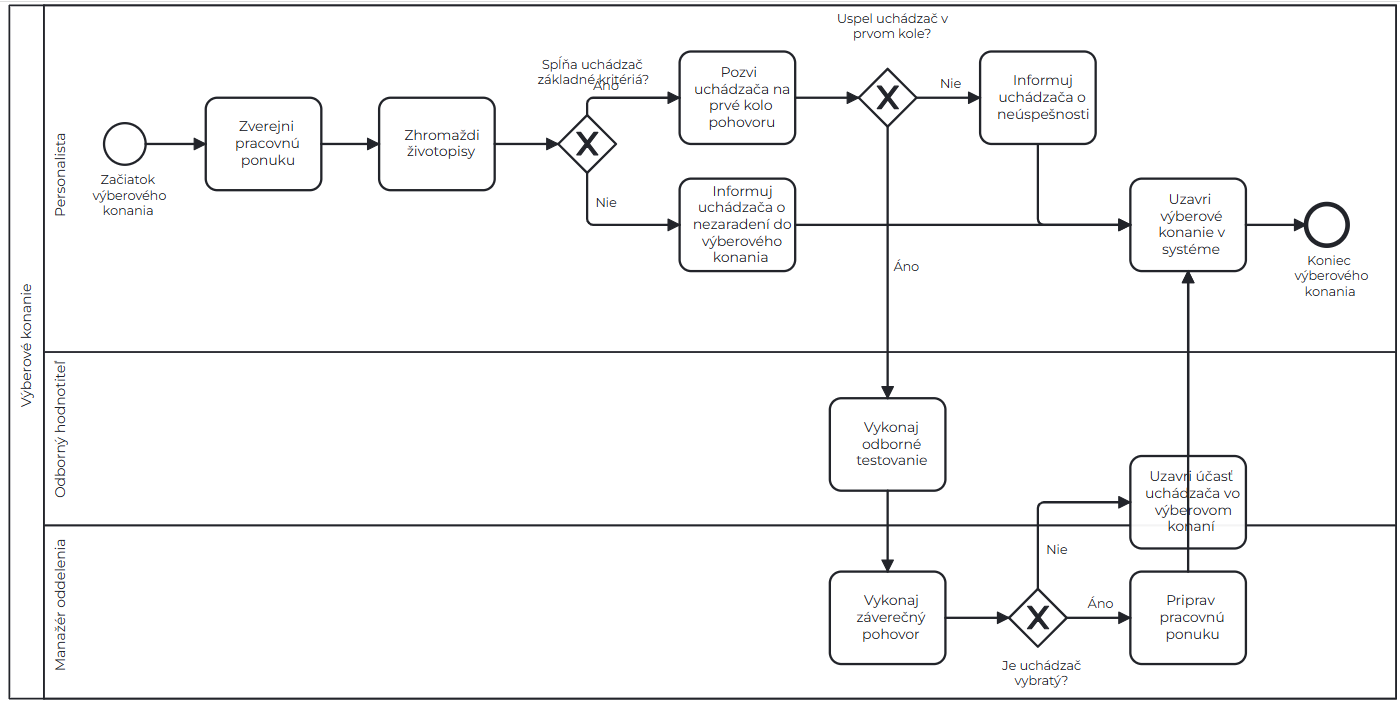 Výberové konanie
Personalista
Odborný hodnotiteľ
Manažér oddelenia
Začiatok
výberového
konania
Zverejni
pracovnú
ponuku
Zhromaždi
životopisy
Spĺňa uchádzač
základné kritériá?
Áno
Nie
Pozvi
uchádzača na
prvé kolo
pohovoru
Informuj
uchádzača o
nezaradení do
výberového
konania
Uspel uchádzač v
prvom kole?
Nie
Áno
Informuj
uchádzača o
neúspešnosti
Uzavri
výberové
konanie v
systéme
Koniec
výberového
konania
Vykonaj
odborné
testovanie
Uzavri účasť
uchádzača vo
výberovom
konaní
Vykonaj
záverečný
pohovor
Nie
Áno
Je uchádzač
vybratý?
Priprav
pracovnú
ponuku